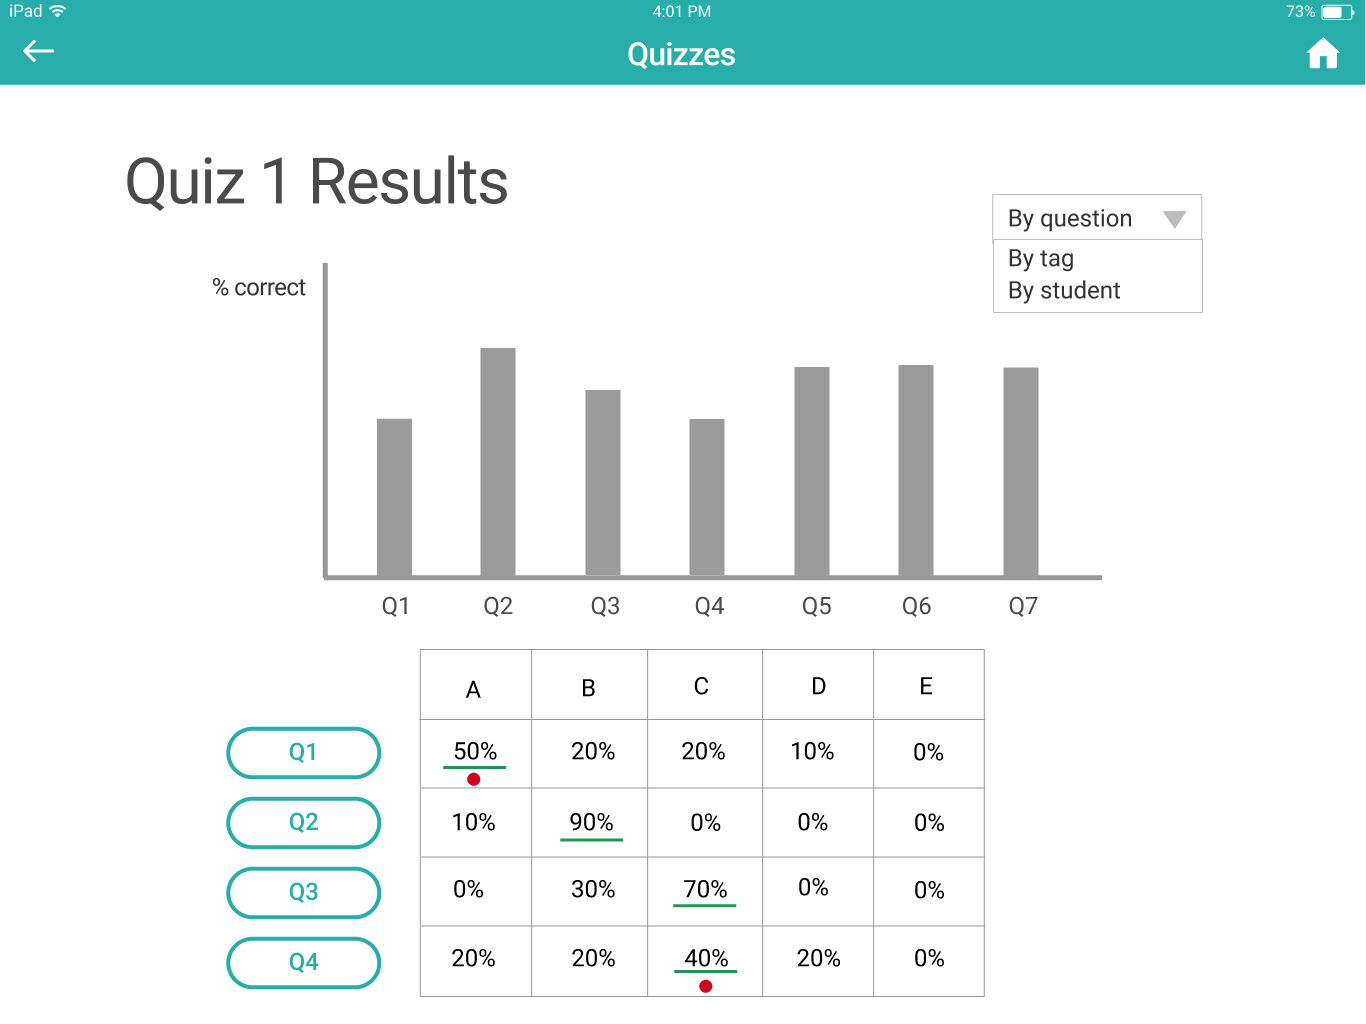 iPad 4:01 PM 73%
Quizzes
Quiz 1 Results
By question
By tag
By student
% correct
Q1 Q2 Q3 Q4 Q5 Q6 Q7
A B C D E
Q1 50% 20% 20% 10% 0%
Q2 10% 90% 0% 0% 0%
Q3 0% 30% 70% 0% 0%
Q4 20% 20% 40% 20% 0%